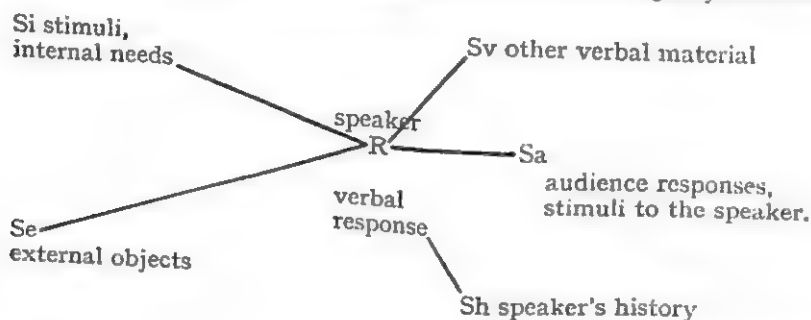 Si stimuli,
internal needs
Sv other verbal material
speaker
R
Sa
audience responses,
stimuli to the speaker.
verbal
response
Se
external objects
Sh speaker's history